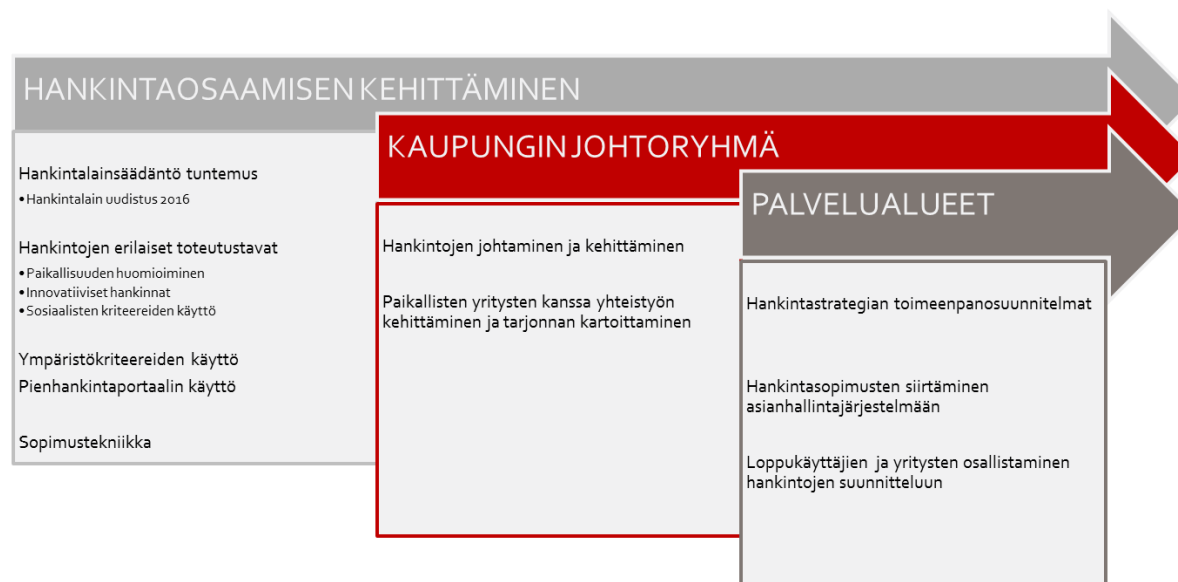 HANKINTAOSAAMISEN KEHITTÄMINEN
Hankintalainsäädäntö tuntemus
•Hankintalain uudistus 2016
Hankintojen erilaiset toteutustavat
•Paikallisuuden huomioiminen
•Innovatiiviset hankinnat
•Sosiaalisten kriteereiden käyttö
Ympäristökriteereiden käyttö
Pienhankintaportaalin käyttö
Sopimustekniikka
KAUPUNGIN JOHTORYHMÄ
Hankintojen johtaminen ja kehittäminen
Paikallisten yritysten kanssa yhteistyön
kehittäminen ja tarjonnan kartoittaminen
PALVELUALUEET
Hankintastrategian toimeenpanosuunnitelmat
Hankintasopimusten siirtäminen
asianhallintajärjestelmään
Loppukäyttäjien ja yritysten osallistaminen
hankintojen suunnitteluun